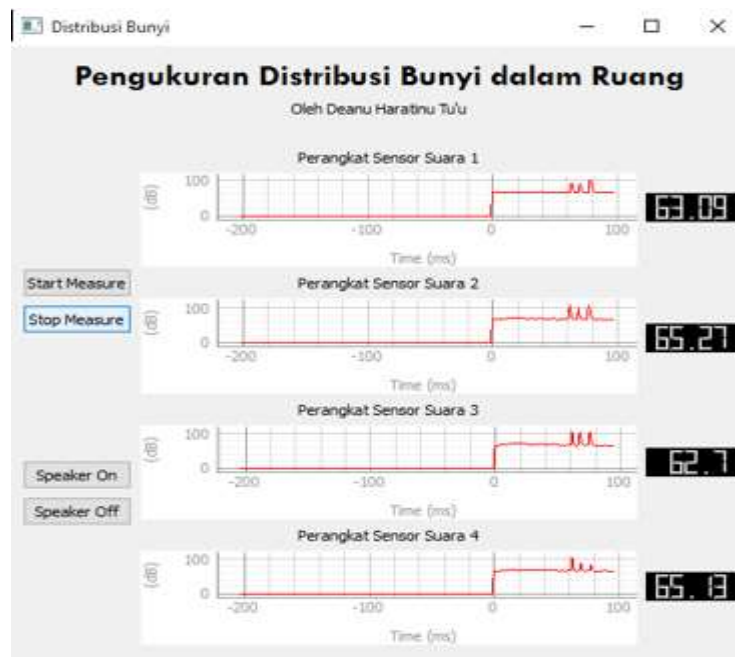 Distribusi Bunyi
Pengukuran Distribusi Bunyi dalam Ruang
Oleh Deanu Haratinu Tu'u
Perangkat Sensor Suara 1
(dB)
100
0
-200 -100 0 100
Time (ms)
63.09
Start Measure
Stop Measure
Perangkat Sensor Suara 2
(dB)
100
0
-200 -100 0 100
Time (ms)
65.27
Perangkat Sensor Suara 3
(dB)
100
0
-200 -100 0 100
Time (ms)
62.7
Speaker On
Speaker Off
Perangkat Sensor Suara 4
(dB)
100
0
-200 -100 0 100
Time (ms)
65.13